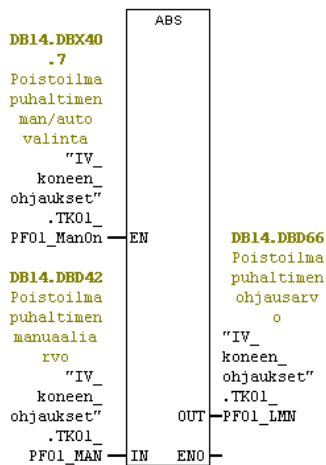 ABS
DB14.DBX40
.7
Poistoilma
puhaltimen
man/auto
valinta
"IV_
koneen_
ohjaukset"
.TK01_
PF01_ManOn
EN
DB14.DBD42
Poistoilma
puhaltimen
manuaalia
rvo
"IV_
koneen_
ohjaukset"
.TK01_
PF01_MAN
IN
DB14.DBD66
Poistoilma
puhaltimen
ohjausarv
o
"IV_
koneen_
ohjaukset"
.TK01_
PF01_LMN
OUT
ENO